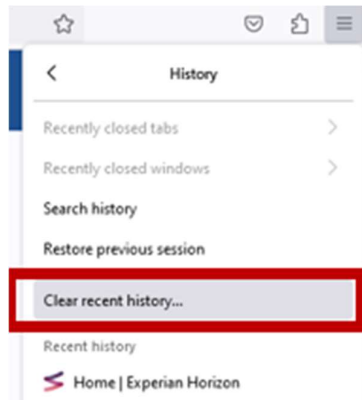 History
Recently closed tabs
Recently closed windows
Search history
Restore previous session
Clear recent history...
Recent history
Home | Experian Horizon